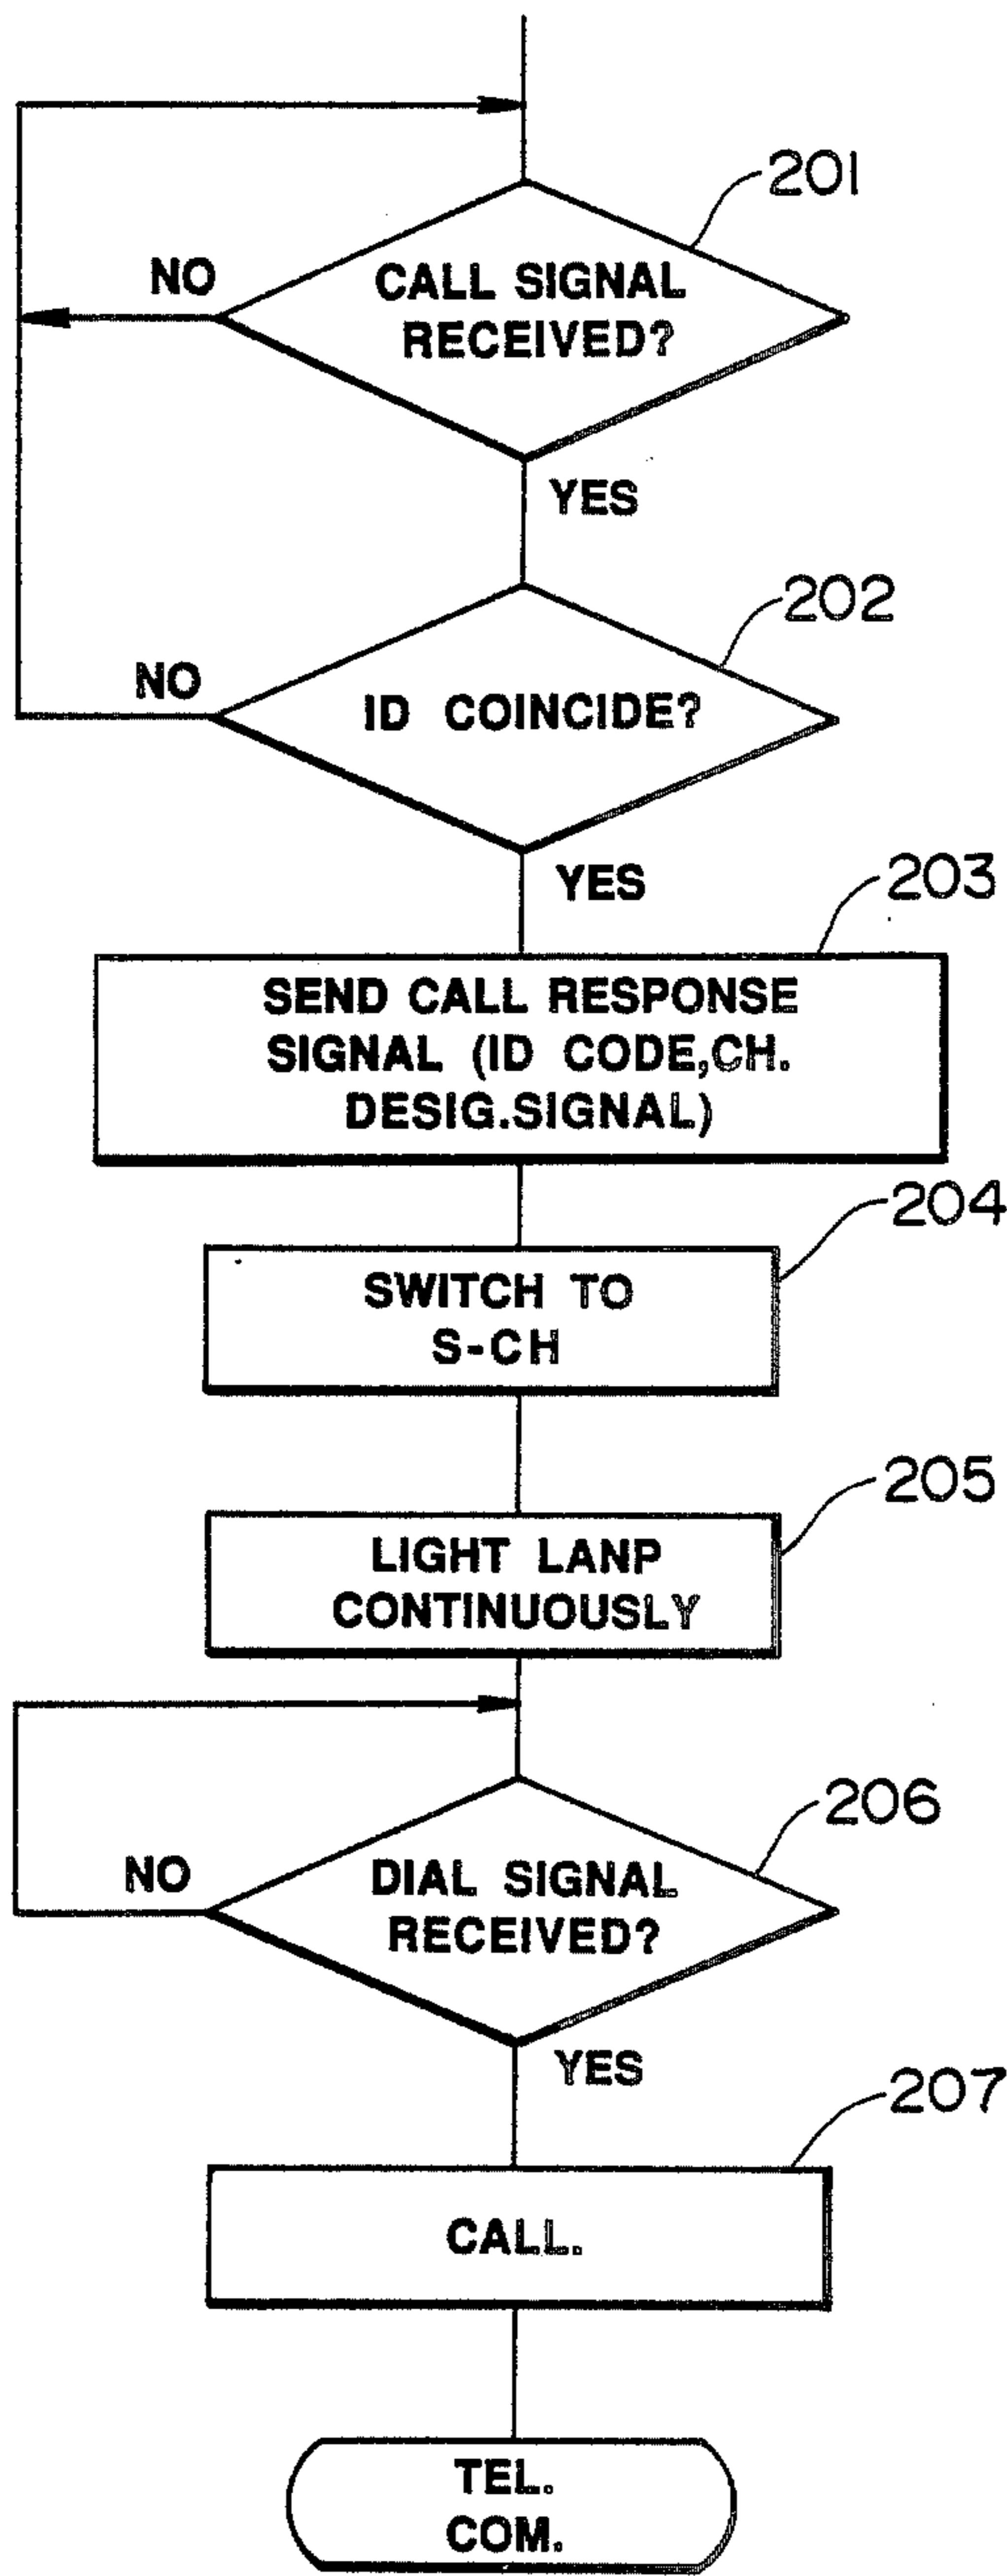 201
NO
CALL SIGNAL
RECEIVED?
YES
202
NO
ID COINCIDE?
YES
203
SEND CALL RESPONSE
SIGNAL (ID CODE,CH.
DESIG.SIGNAL)
204
SWITCH TO
S-CH
205
LIGHT LANP
CONTINUOUSLY
206
NO
DIAL SIGNAL
RECEIVED?
YES
207
CALL.
TEL.
COM.